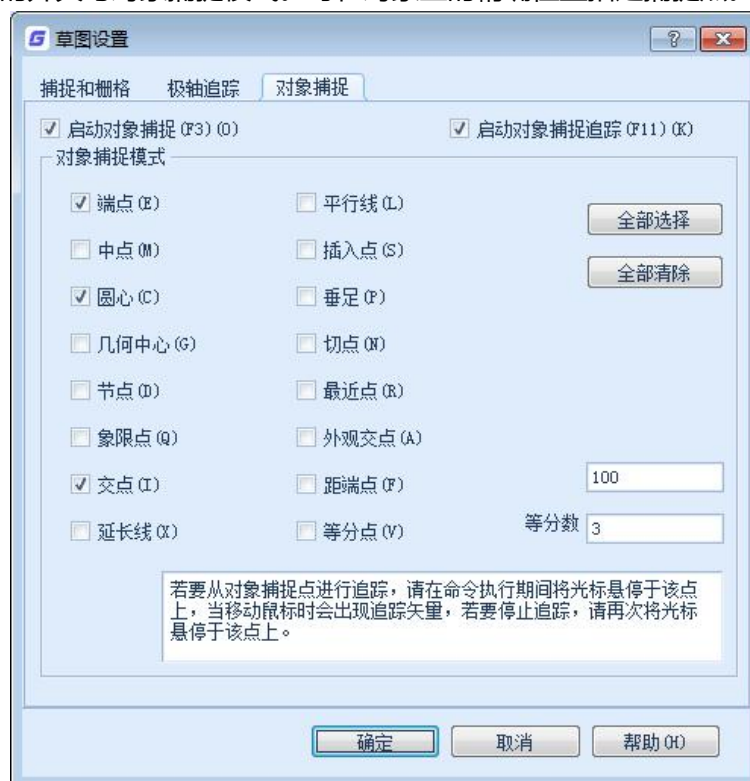 草图设置
捕捉和栅格 极轴追踪 对象捕捉
启动对象捕捉(F3)(O) 启动对象捕捉追踪(F11)(K)
对象捕捉模式
端点(E) 平行线(L)
全部选择
中点(M) 插入点(S)
全部清除
圆心(C) 垂足(P)
几何中心(G) 切点(N)
节点(D) 最近点(R)
象限点(Q) 外观交点(A)
交点(I) 距端点(F) 100
延长线(X) 等分点(V) 等分数 3
若要从对象捕捉点进行追踪，请在命令执行期间将光标悬停于该点
上，当移动鼠标时会出现追踪矢量，若要停止追踪，请再次将光标
悬停于该点上。
确定 取消 帮助(H)